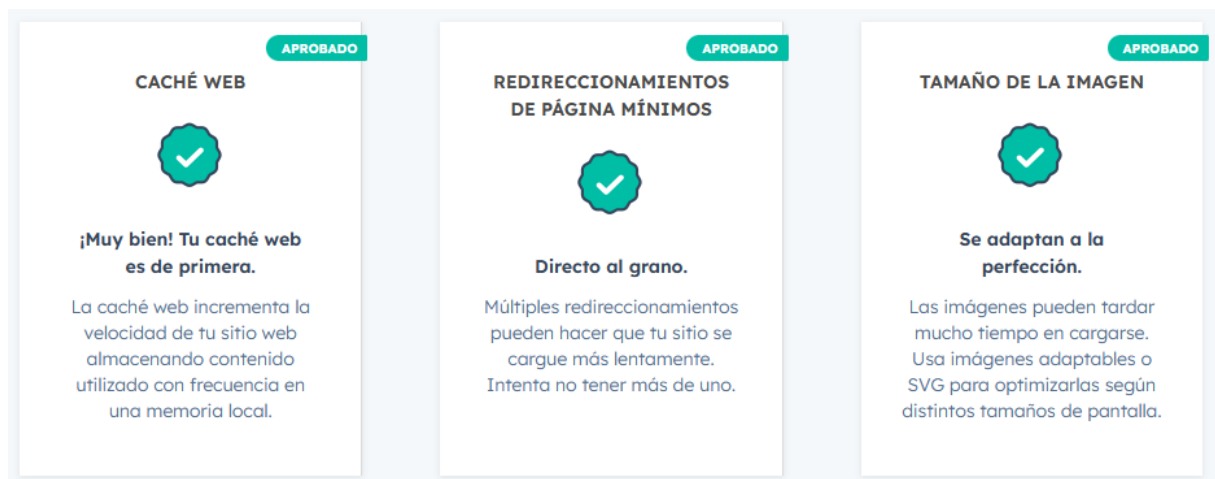 APROBADO
CACHÉ WEB
¡Muy bien! Tu caché web
es de primera.
La caché web incrementa la
velocidad de tu sitio web
almacenando contenido
utilizado con frecuencia en
una memoria local.
APROBADO
REDIRECCIONAMIENTOS
DE PÁGINA MÍNIMOS
Directo al grano.
Múltiples redireccionamientos
pueden hacer que tu sitio se
cargue más lentamente.
Intenta no tener más de uno.
APROBADO
TAMAÑO DE LA IMAGEN
Se adaptan a la
perfección.
Las imágenes pueden tardar
mucho tiempo en cargarse.
Usa imágenes adaptables o
SVG para optimizarlas según
distintos tamaños de pantalla.